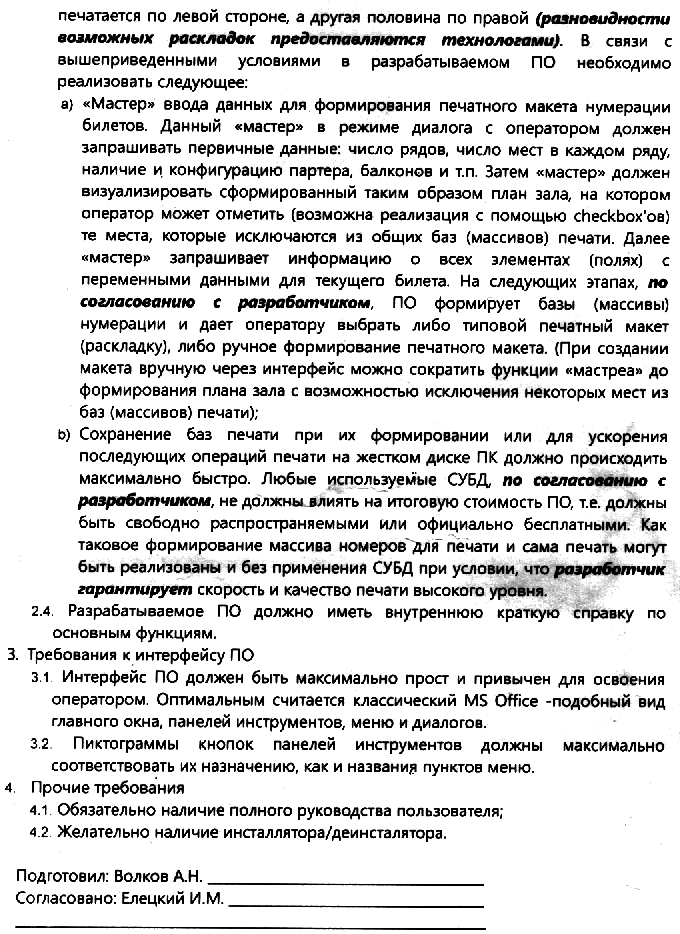 печатается по левой стороне, а другая половина по правой (разновидности
возможных раскладок предоставляются технологами). В связи с
вышеприведенными условиями в разрабатываемом ПО необходимо
реализовать следующее:
a) «Мастер» ввода данных для формирования печатного макета нумерации
билетов. Данный «мастер» в режиме диалога с оператором должен
запрашивать первичные данные: число рядов, число мест в каждом ряду,
наличие и конфигурацию партера, балконов и т.п. Затем «мастер» должен
визуализировать сформированный таким образом план зала, на котором
оператор может отметить (возможна реализация с помощью checkbox'ов)
те места, которые исключаются из общих баз (массивов) печати. Далее
«мастер» запрашивает информацию о всех элементах (полях) с
переменными данными для текущего билета. На следующих этапах, по
согласованию с разработчиком, ПО формирует базы (массивы)
нумерации и дает оператору выбрать либо типовой печатный макет
(раскладку), либо ручное формирование печатного макета. (При создании
макета вручную через интерфейс можно сократить функции «мастреа» до
формирования плана зала с возможностью исключения некоторых мест из
баз (массивов) печати);
b) Сохранение баз печати при их формировании или для ускорения
последующих операций печати на жестком диске ПК должно происходить
максимально быстро. Любые используемые СУБД, по согласованию с
разработчиком, не должны влиять на итоговую стоимость ПО, т.е. должны
быть свободно распространяемыми или официально бесплатными. Как
таковое формирование массива номеров для печати и сама печать могут
быть реализованы и без применения СУБД при условии, что разработчик
гарантирует скорость и качество печати высокого уровня.
2.4. Разрабатываемое ПО должно иметь внутреннюю краткую справку по
основным функциям.
3. Требования к интерфейсу ПО
3.1. Интерфейс ПО должен быть максимально прост и привычен для освоения
оператором. Оптимальным считается классический MS Office -подобный вид
главного окна, панелей инструментов, меню и диалогов.
3.2. Пиктограммы кнопок панелей инструментов должны максимально
соответствовать их назначению, как и названия пунктов меню.
4. Прочие требования
4.1. Обязательно наличие полного руководства пользователя;
4.2. Желательно наличие инсталлятора/деинсталятора.
Подготовил: Волков А.Н.
Согласовано: Елецкий И.М.